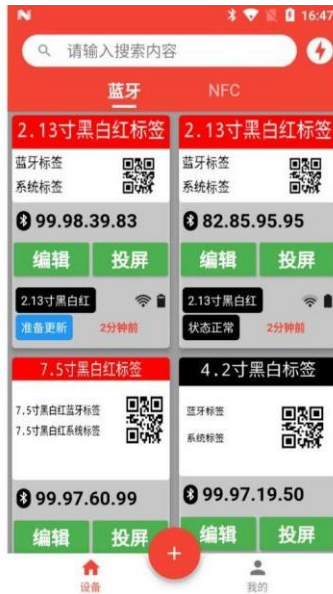 16:47
请输入搜索内容
蓝牙
NFC
2.13寸黑白红标签
蓝牙标签
系统标签
99.98.39.83
编辑
投屏
2.13寸黑白红
准备更新
2分钟前
2.13寸黑白红标签
蓝牙标签
系统标签
82.85.95.95
编辑
投屏
2.13寸黑白红
状态正常
2分钟前
7.5寸黑白红标签
7.5寸黑白红蓝牙标签
7.5寸黑白红系统标签
99.97.60.99
编辑
投屏
4.2寸黑白标签
蓝牙标签
系统标签
99.97.19.50
编辑
投屏
设备
我的